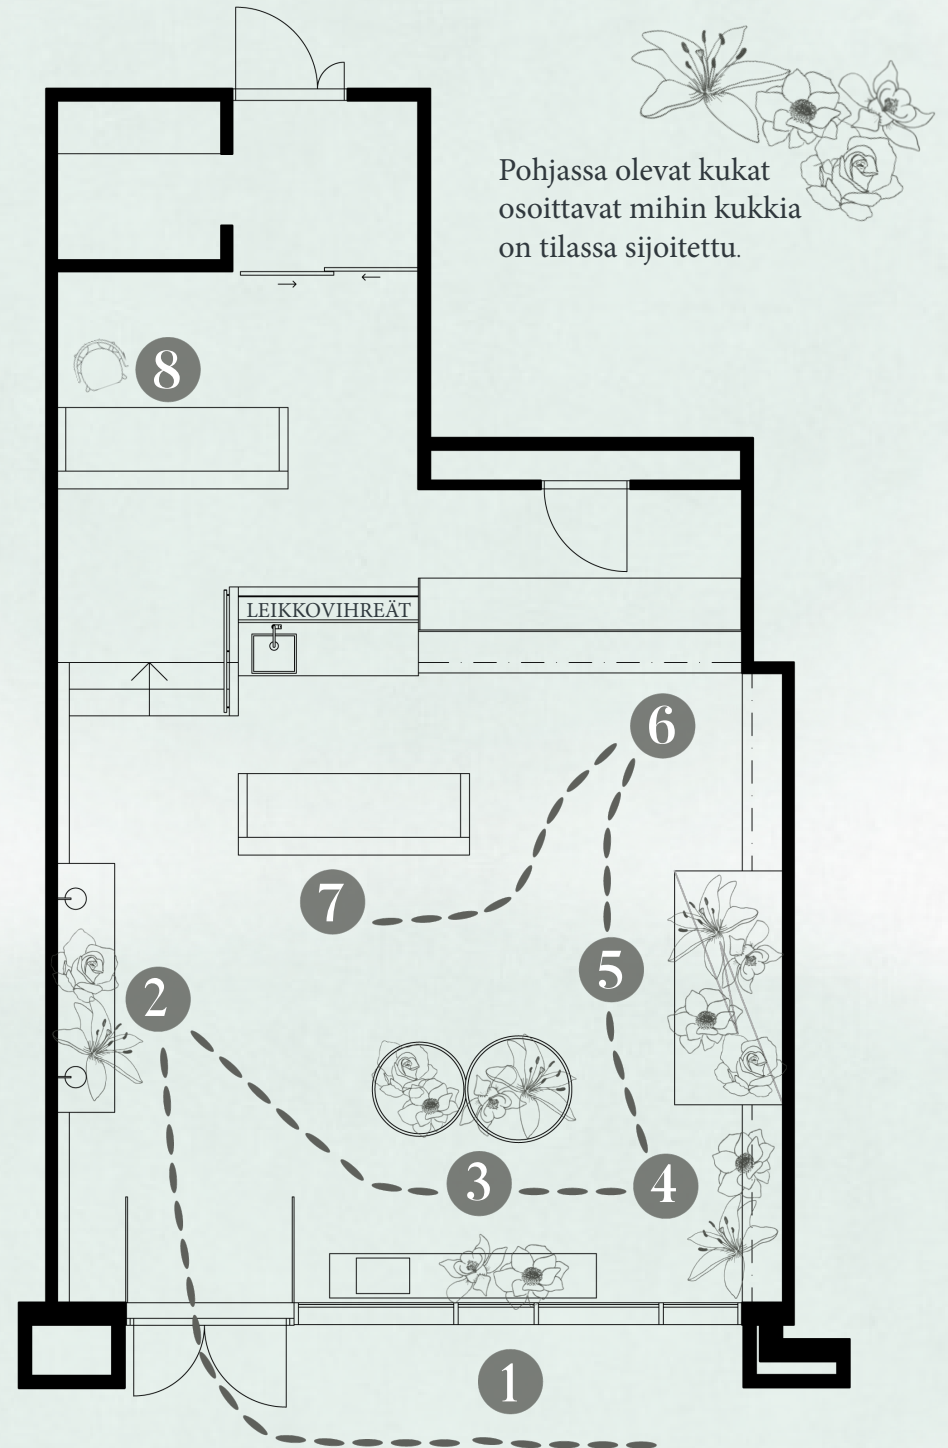 Pohjassa olevat kukat
osoittavat mihin kukkia
on tilassa sijoitettu.
8
LEIKKOVIHREÄT
6
7
5
2
3
4
1